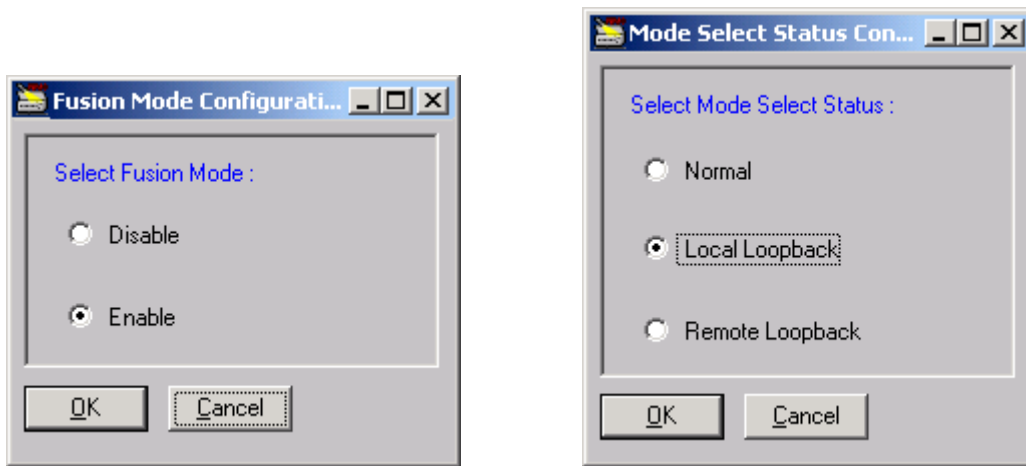 Fusion Mode Configurati...
Select Fusion Mode :
Disable
Enable
OK
Cancel
Mode Select Status Con...
Select Mode Select Status :
Normal
Local Loopback
Remote Loopback
OK
Cancel